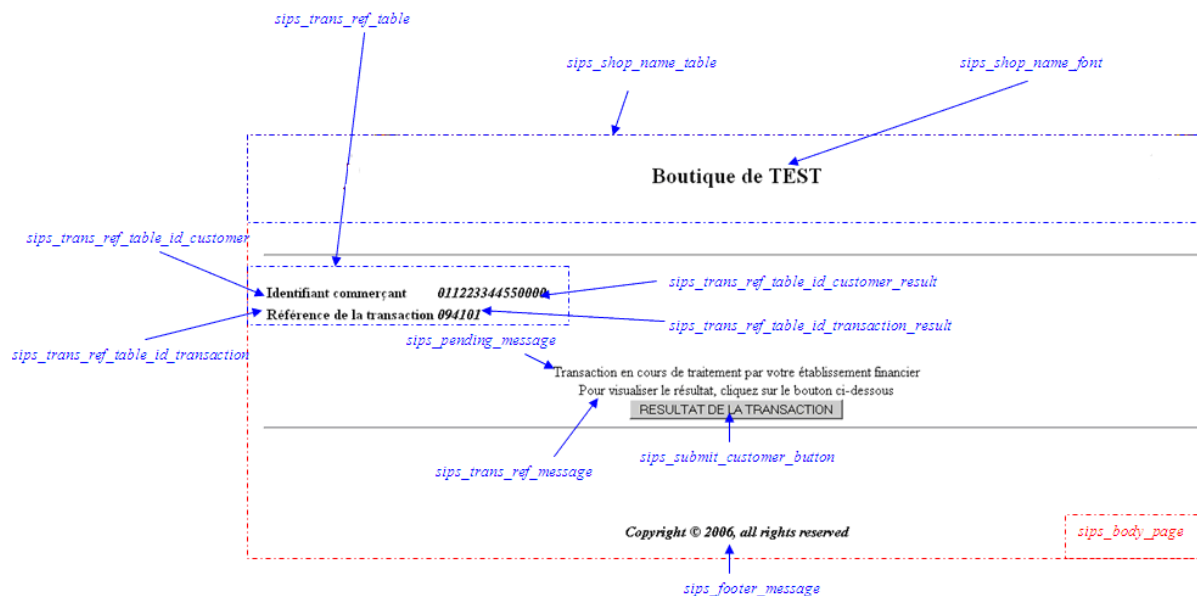 sips_trans_ref_table
sips_shop_name_table
sips_shop_name_font
Boutique de TEST
sips_trans_ref_table_id_customer
sips_trans_ref_table_id_customer_result
Identifiant commerçant 011223344550000
Référence de la transaction 094101
sips_trans_ref_table_id_transaction_result
sips_pending_message
sips_trans_ref_table_id_transaction
Transaction en cours de traitement par votre établissement financier
Pour visualiser le résultat, cliquez sur le bouton ci-dessous
RESULTAT DE LA TRANSACTION
sips_trans_ref_message
sips_submit_customer_button
Copyright © 2006, all rights reserved
sips_body_page
sips_footer_message